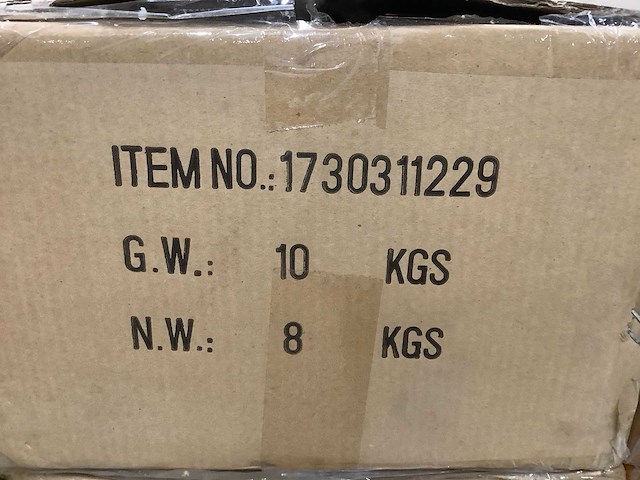 ITEM NO.: 1730311229
G.W.: 10 KGS
N.W.: 8 KGS